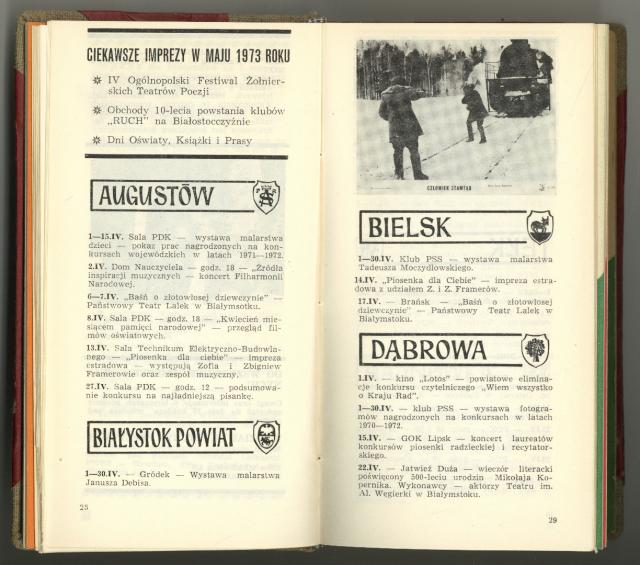 CIEKAWSZE IMPREZY W MAJU 1973 ROKU
IV Ogólnopolski Festiwal Żołnier-
skich Teatrów Poezji
Obchody 10-lecia powstania klubów
„RUCH" na Białostocczyźnie
Dni Oświaty, Książki i Prasy
AUGUSTÓW
1—15.IV. Sala PDK — wystawa malarstwa
dzieci — pokaz prac nagrodzonych na kon-
kursach wojewódzkich w latach 1971—1972.
2.IV. Dom Nauczyciela — godz. 18 — „Źródła
inspiracji muzycznych — koncert Filharmonii
Narodowej.
6—7.IV. „Baśń o złotowłosej dziewczynie" —
Państwowy Teatr Lalek w Białymsotku.
8.IV. Sala PDK — godz. 18 — „Kwiecień mie-
siącem pamięci narodowej" — przegląd fil-
mów oświatowych.
13.IV. Sala Technikum Elektryczno-Budowla-
nego — „Piosenka dla ciebie" — impreza
estradowa — występują Zofia i Zbigniew
Framerowie oraz zespół muzyczny.
27.IV. Sala PDK — godz. 12 — podsumowa-
nie konkursu na najładniejszą pisankę.
BIAŁYSTOK POWIAT
1—30.IV. — Gródek — Wystawa malarstwa
Janusza Debisa.
25
CZŁOWIEK STAMTĄD
BIELSK
1—30.IV. Klub PSS — wystawa malarstwa
Tadeusza Moczydłowskiego.
14.IV. „Piosenka dla Ciebie" — impreza estra-
dowa z udziałem Z. i Z. Framerów.
17.IV. — Brańsk — „Baśń o złotowłosej
dziewczynie" — Państwowy Teatr Lalek w
Białymstoku.
DĄBROWA
1.IV. — kino „Lotos" — powiatowe elimina-
cje konkursu czytelniczego „Wiem wszystko
o Kraju Rad".
1—30.IV. — klub PSS — wystawa fotogra-
mów nagrodzonych na konkursach w latach
1970—1972.
15.IV. — GOK Lipsk — koncert laureatów
konkursów piosenki radzieckiej i recytator-
skiego.
22.IV. — Jatwież Duża — wieczór literacki
poświęcony 500-leciu urodzin Mikołaja Ko-
pernika. Wykonawcy — aktorzy Teatru im.
Al. Węgierki w Białymstoku.
29